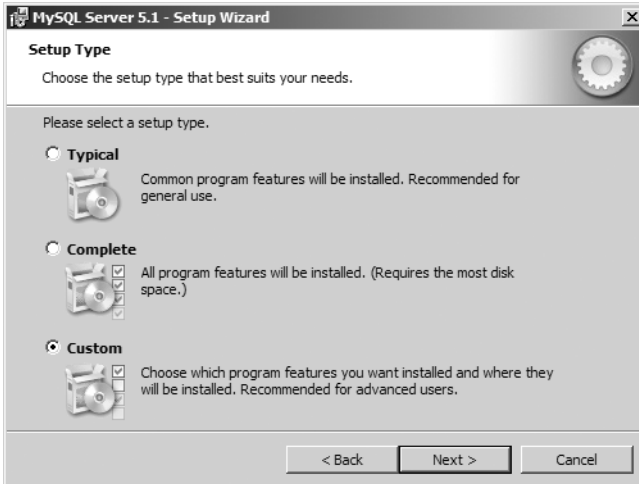 MySQL Server 5.1 - Setup Wizard
Setup Type
Choose the setup type that best suits your needs.
Please select a setup type.
Typical
Common program features will be installed. Recommended for
general use.
Complete
All program features will be installed. (Requires the most disk
space.)
Custom
Choose which program features you want installed and where they
will be installed. Recommended for advanced users.
< Back
Next >
Cancel